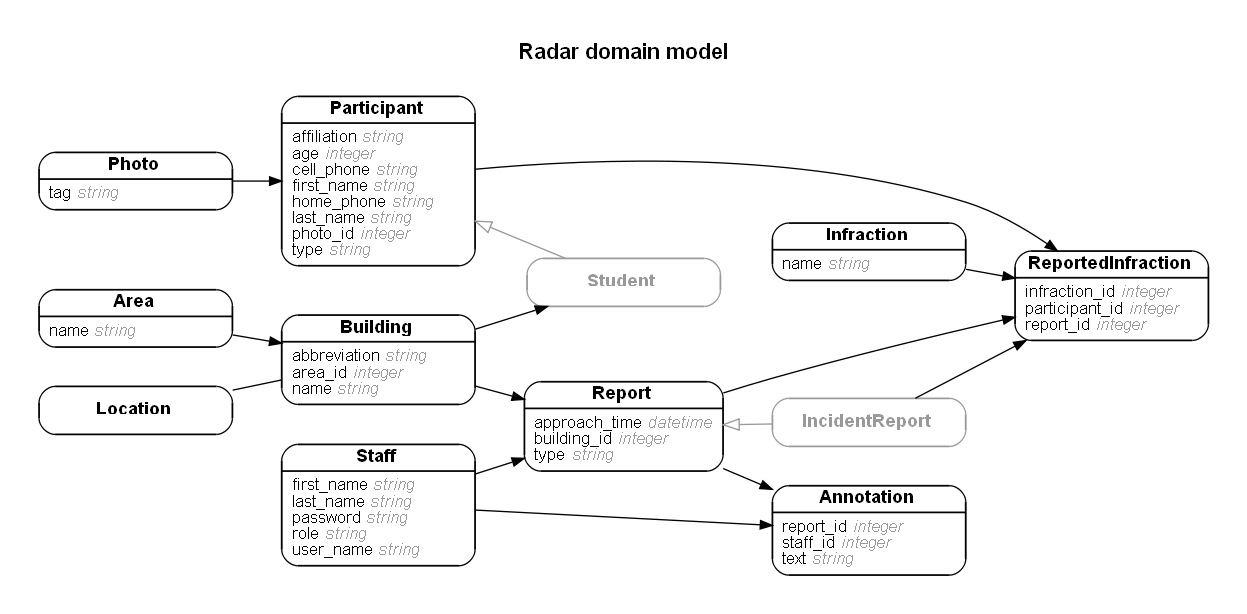 Radar domain model
Participant
affiliation string
age integer
cell_phone string
first_name string
home_phone string
last_name string
photo_id integer
type string
Photo
tag string
Student
Infraction
name string
ReportedInfraction
infraction_id integer
participant_id integer
report_id integer
Area
name string
Building
abbreviation string
area_id integer
name string
Location
Report
approach_time datetime
building_id integer
type string
IncidentReport
Staff
first_name string
last_name string
password string
role string
user_name string
Annotation
report_id integer
staff_id integer
text string